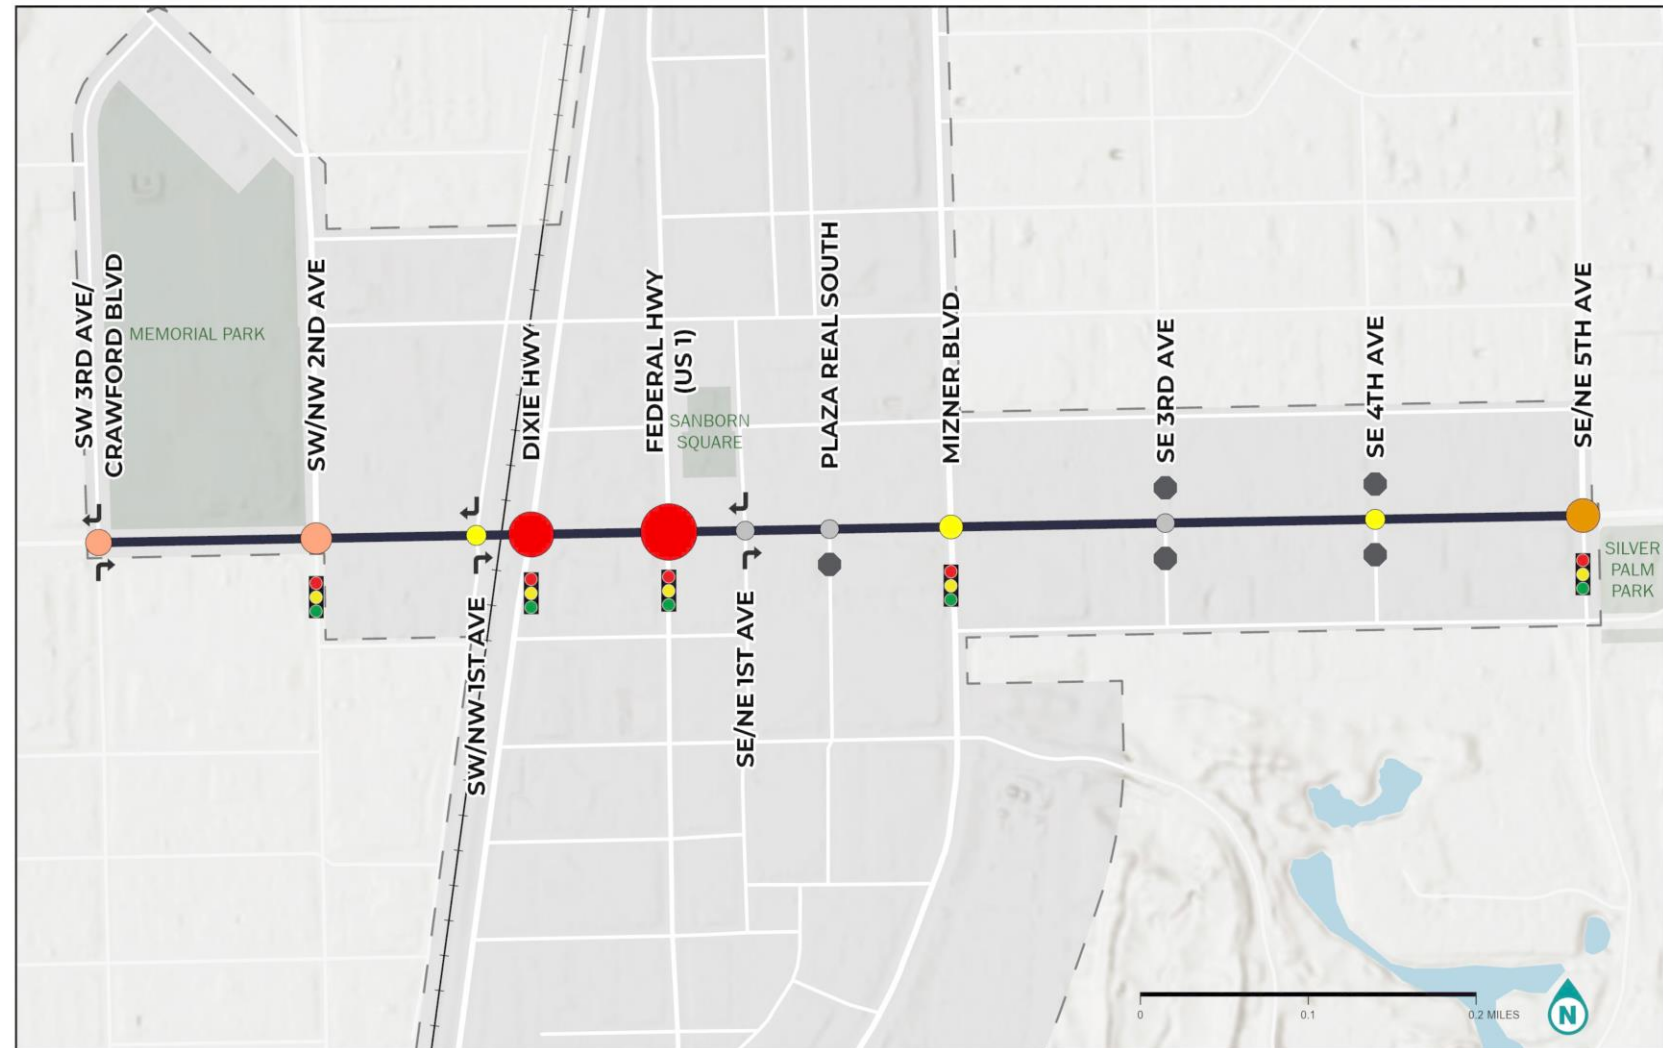 SW 3RD AVE/
CRAWFORD BLVD
MEMORIAL PARK
SW/NW 2ND AVE
SW/NW 1ST AVE
DIXIE HWY
FEDERAL HWY
(US 1)
SANBORN
SQUARE
SE/NE 1ST AVE
PLAZA REAL SOUTH
MIZNER BLVD
SE 3RD AVE
SE 4TH AVE
SE/NE 5TH AVE
SILVER
PALM
PARK
0 0.1 0.2 MILES
N